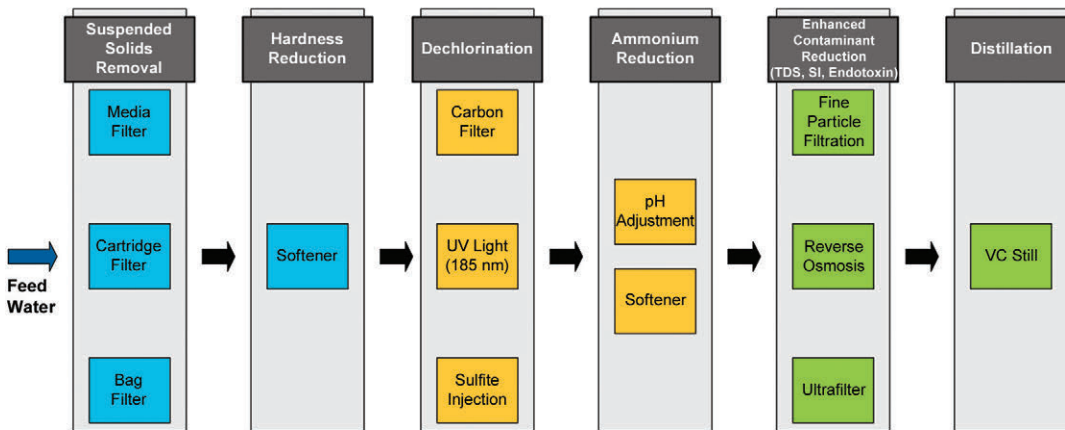 Suspended
Solids
Removal
Hardness
Reduction
Dechlorination
Ammonium
Reduction
Enhanced
Contaminant
Reduction
(TDS, SI, Endotoxin)
Distillation
Media
Filter
Cartridge
Filter
Bag
Filter
Softener
Carbon
Filter
UV Light
(185 nm)
Sulfite
Injection
pH
Adjustment
Softener
Fine
Particle
Filtration
Reverse
Osmosis
Ultrafilter
VC Still
Feed
Water